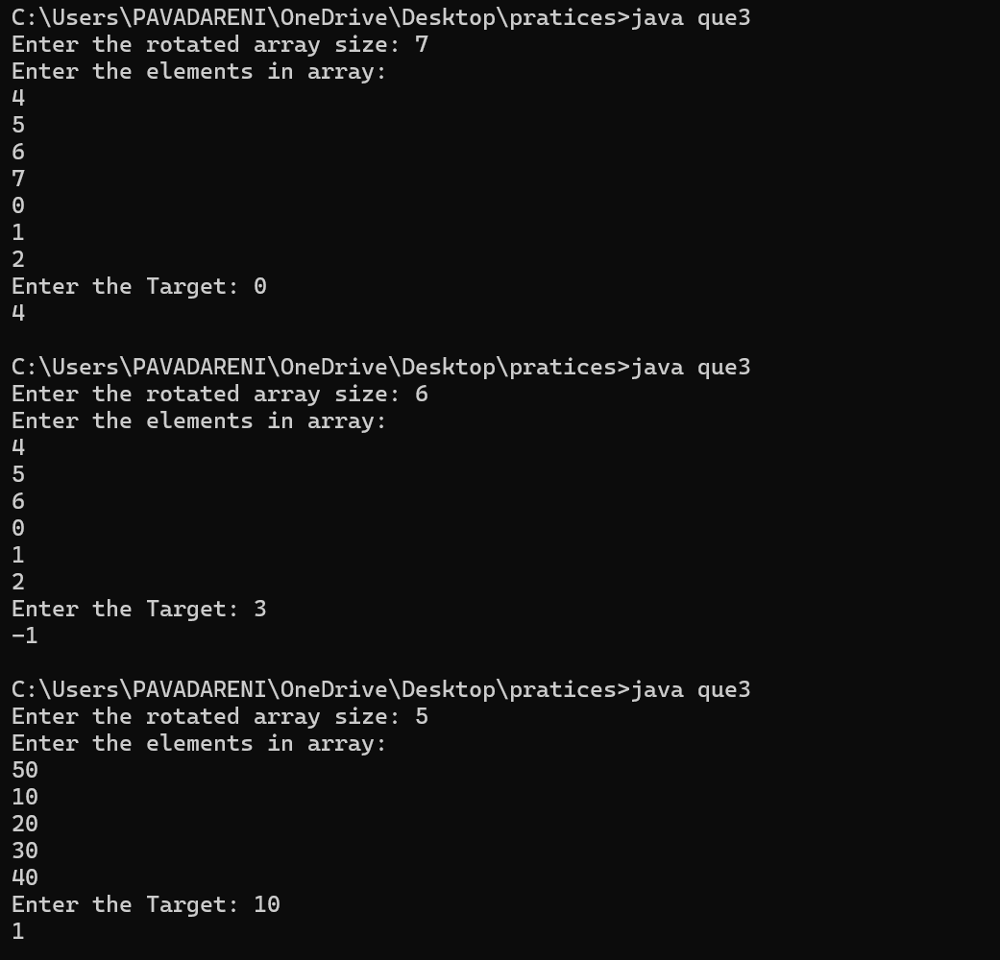 C:\Users\PAVADARENI\OneDrive\Desktop\pratices>java que3
Enter the rotated array size: 7
Enter the elements in array:
4
5
6
7
0
1
2
Enter the Target: 0
4
C:\Users\PAVADARENI\OneDrive\Desktop\pratices>java que3
Enter the rotated array size: 6
Enter the elements in array:
4
5
6
0
1
2
Enter the Target: 3
-1
C:\Users\PAVADARENI\OneDrive\Desktop\pratices>java que3
Enter the rotated array size: 5
Enter the elements in array:
50
10
20
30
40
Enter the Target: 10
1